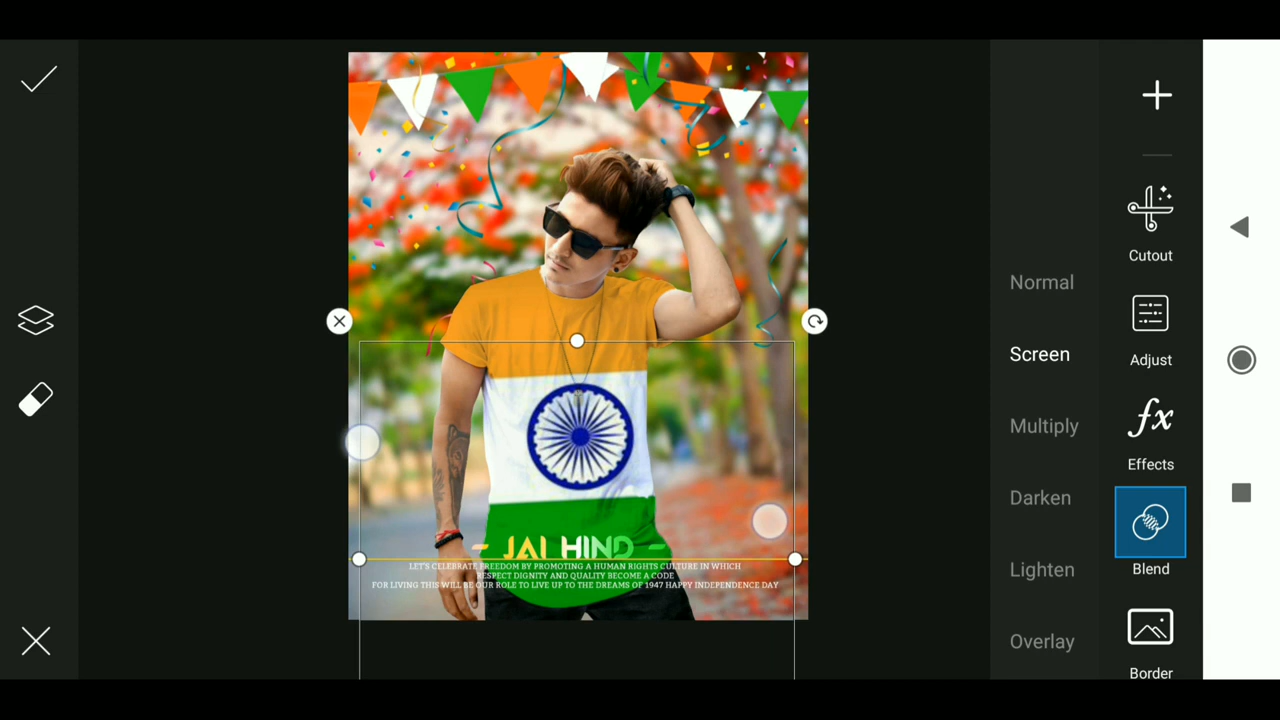 Cutout
Normal
Adjust
Screen
Multiply
Effects
Darken
- JAI HIND -
LET'S CELEBRATE FREEDOM BY PROMOTING A HUMAN RIGHTS CULTURE IN WHICH
RESPECT DIGNITY AND QUALITY BECOME A CODE
FOR LIVING THIS WILL BE OUR ROLE TO LIVE UP TO THE DREAMS OF 1947 HAPPY INDEPENDENCE DAY
Lighten
Blend
Overlay
Border